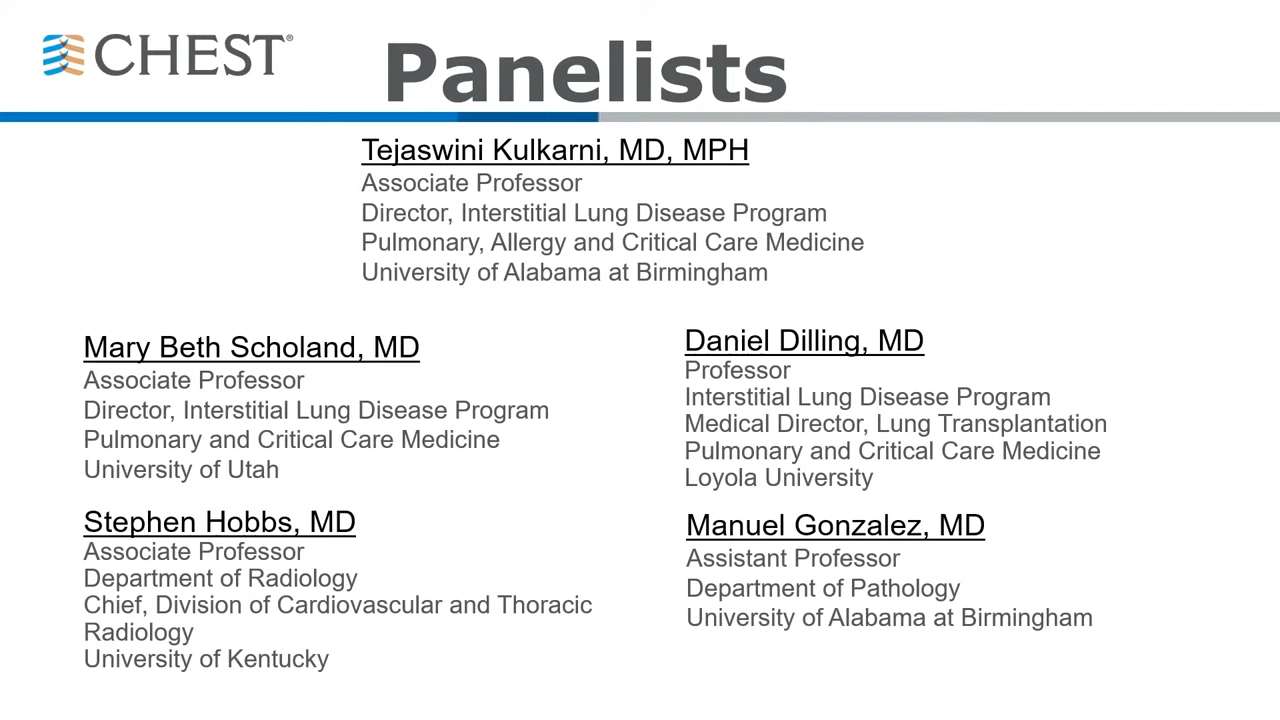 CHEST®
Panelists
Tejaswini Kulkarni, MD, MPH
Associate Professor
Director, Interstitial Lung Disease Program
Pulmonary, Allergy and Critical Care Medicine
University of Alabama at Birmingham
Mary Beth Scholand, MD
Associate Professor
Director, Interstitial Lung Disease Program
Pulmonary and Critical Care Medicine
University of Utah
Daniel Dilling, MD
Professor
Interstitial Lung Disease Program
Medical Director, Lung Transplantation
Pulmonary and Critical Care Medicine
Loyola University
Stephen Hobbs, MD
Associate Professor
Department of Radiology
Chief, Division of Cardiovascular and Thoracic
Radiology
University of Kentucky
Manuel Gonzalez, MD
Assistant Professor
Department of Pathology
University of Alabama at Birmingham